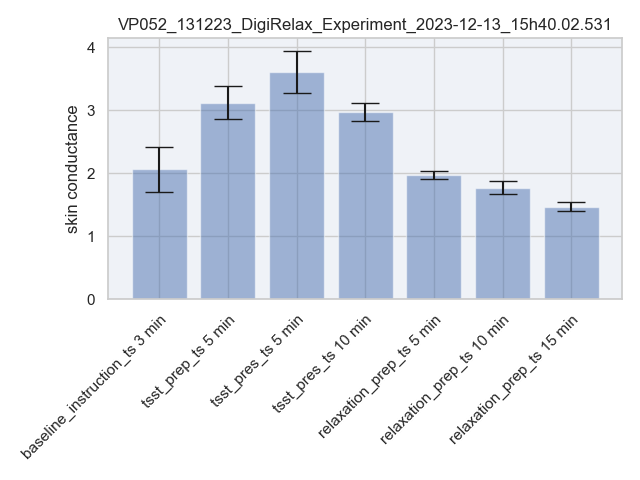 VP052_131223_DigiRelax_Experiment_2023-12-13_15h40.02.531
4
3
2
1
0
skin conductance
baseline_instruction_ts 3 min
tsst_prep_ts 5 min
tsst_pres_ts 5 min
tsst_pres_ts 10 min
relaxation_prep_ts 5 min
relaxation_prep_ts 10 min
relaxation_prep_ts 15 min